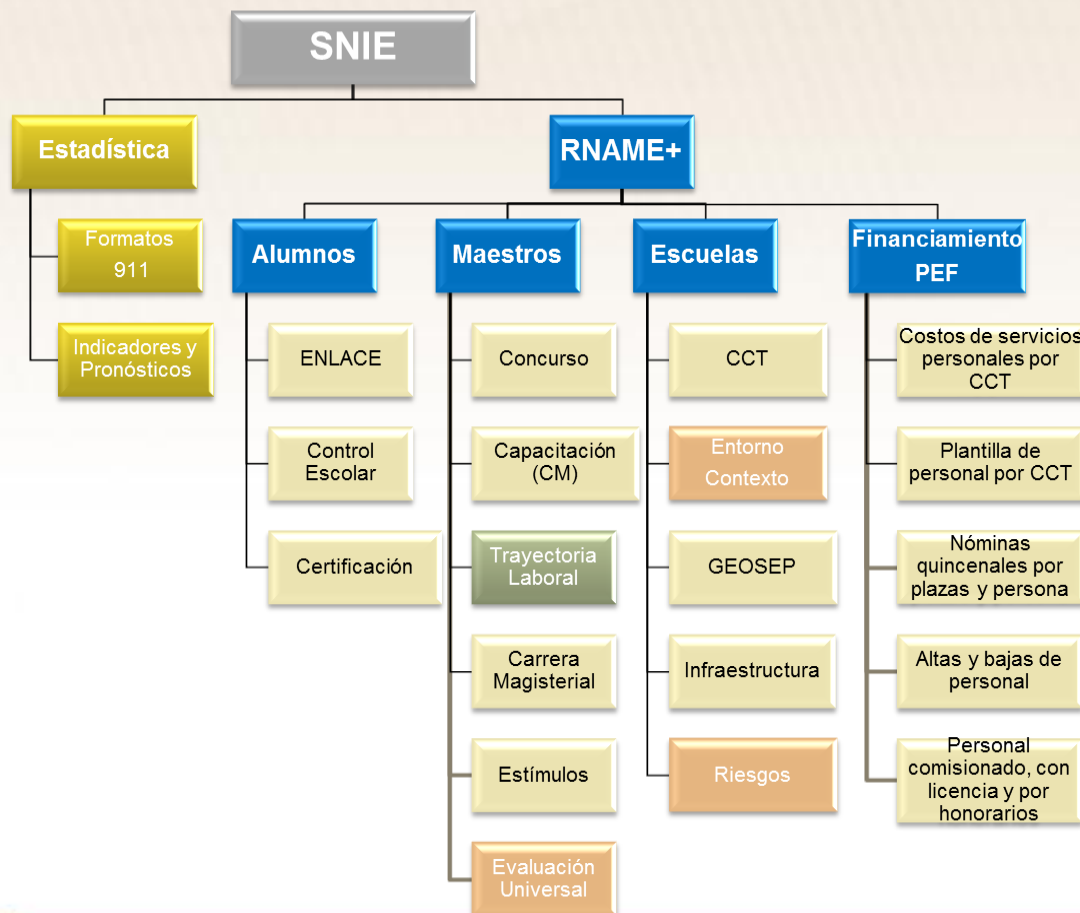 SNIE
Estadística
RNAME+
Formatos
911
Indicadores y
Pronósticos
Alumnos
ENLACE
Control
Escolar
Certificación
Maestros
Concurso
Capacitación
(CM)
Trayectoria
Laboral
Carrera
Magisterial
Estímulos
Evaluación
Universal
Escuelas
CCT
Entorno
Contexto
GEOSEP
Infraestructura
Riesgos
Financiamiento
PEF
Costos de servicios
personales por
CCT
Plantilla de
personal por CCT
Nóminas
quincenales por
plazas y persona
Altas y bajas de
personal
Personal
comisionado, con
licencia y por
honorarios